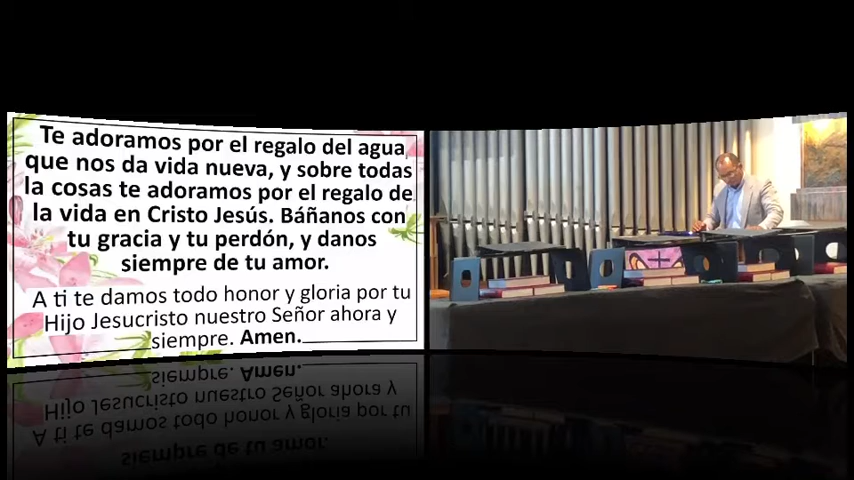 Te adoramos por el regalo del agua,
que nos da vida nueva, y sobre todas
la cosas te adoramos por el regalo de
la vida en Cristo Jesús. Báñanos con
tu gracia y tu perdón, y danos
siempre de tu amor.
A ti te damos todo honor y gloria por tu
Hijo Jesucristo nuestro Señor ahora y
siempre. Amen.